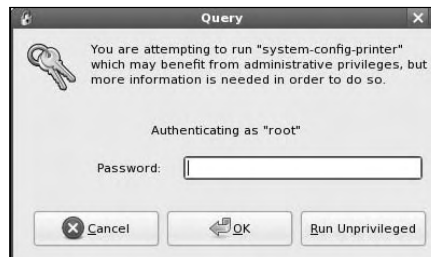 Query
You are attempting to run "system-config-printer"
which may benefit from administrative privileges, but
more information is needed in order to do so.
Authenticating as "root"
Password:
Cancel
OK
Run Unprivileged